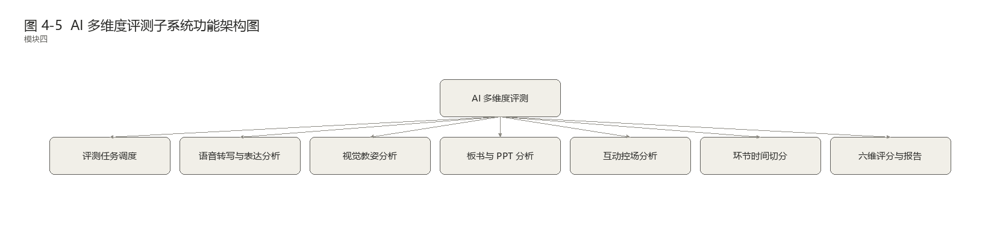 图 4-5 AI 多维度评测子系统功能架构图
模块四
AI 多维度评测
评测任务调度
语音转写与表达分析
视觉教姿分析
板书与 PPT 分析
互动控场分析
环节时间切分
六维评分与报告